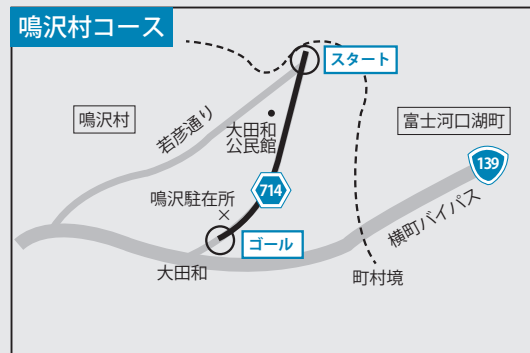 鳴沢村コース
スタート
鳴沢村
若彦通り
大田和
公民館
富士河口湖町
139
714
鳴沢駐在所
×
横町バイパス
ゴール
大田和
町村境